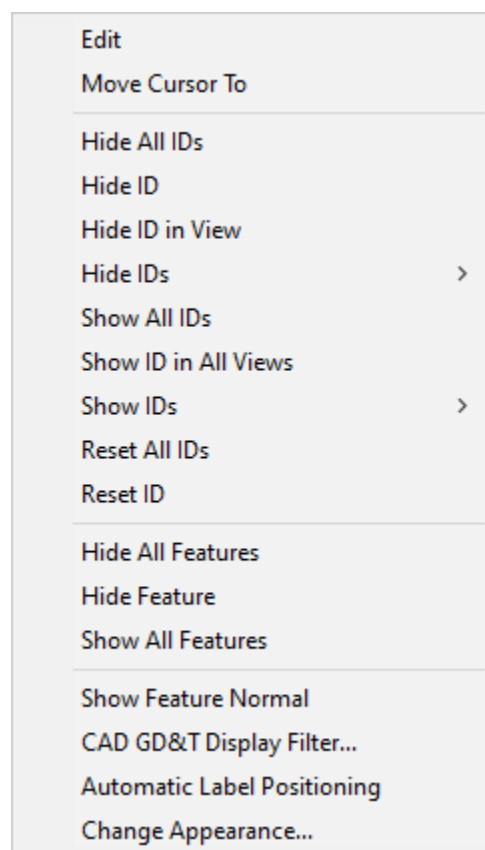 Edit
Move Cursor To
Hide All IDs
Hide ID
Hide ID in View
Hide IDs
Show All IDs
Show ID in All Views
Show IDs
Reset All IDs
Reset ID
Hide All Features
Hide Feature
Show All Features
Show Feature Normal
CAD GD&T Display Filter...
Automatic Label Positioning
Change Appearance...